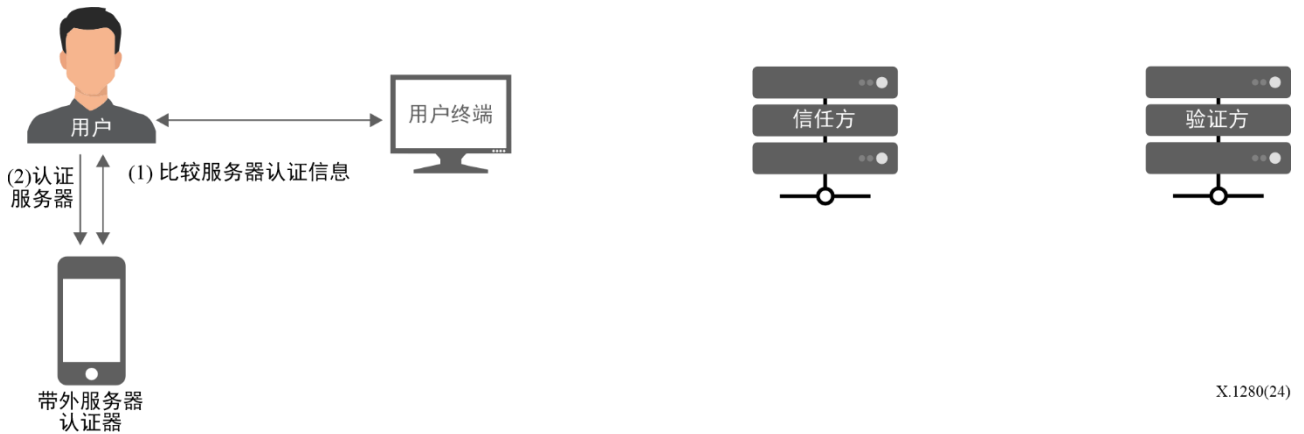 用户
用户终端
信任方
验证方
(1) 比较服务器认证信息
(2)认证
服务器
带外服务器
认证器
X.1280(24)